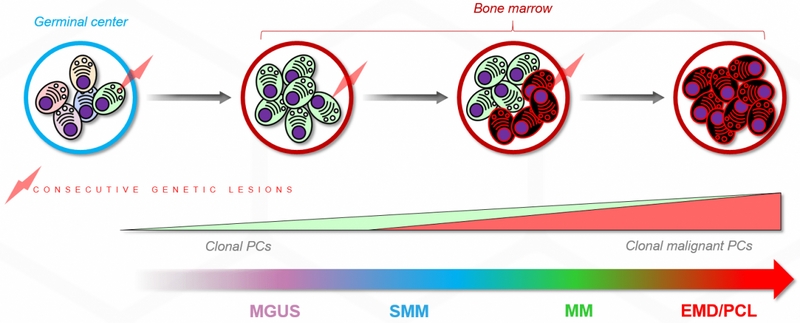 Germinal center
Bone marrow
CONSECUTIVE GENETIC LESIONS
Clonal PCs
Clonal malignant PCs
MGUS
SMM
MM
EMD/PCL